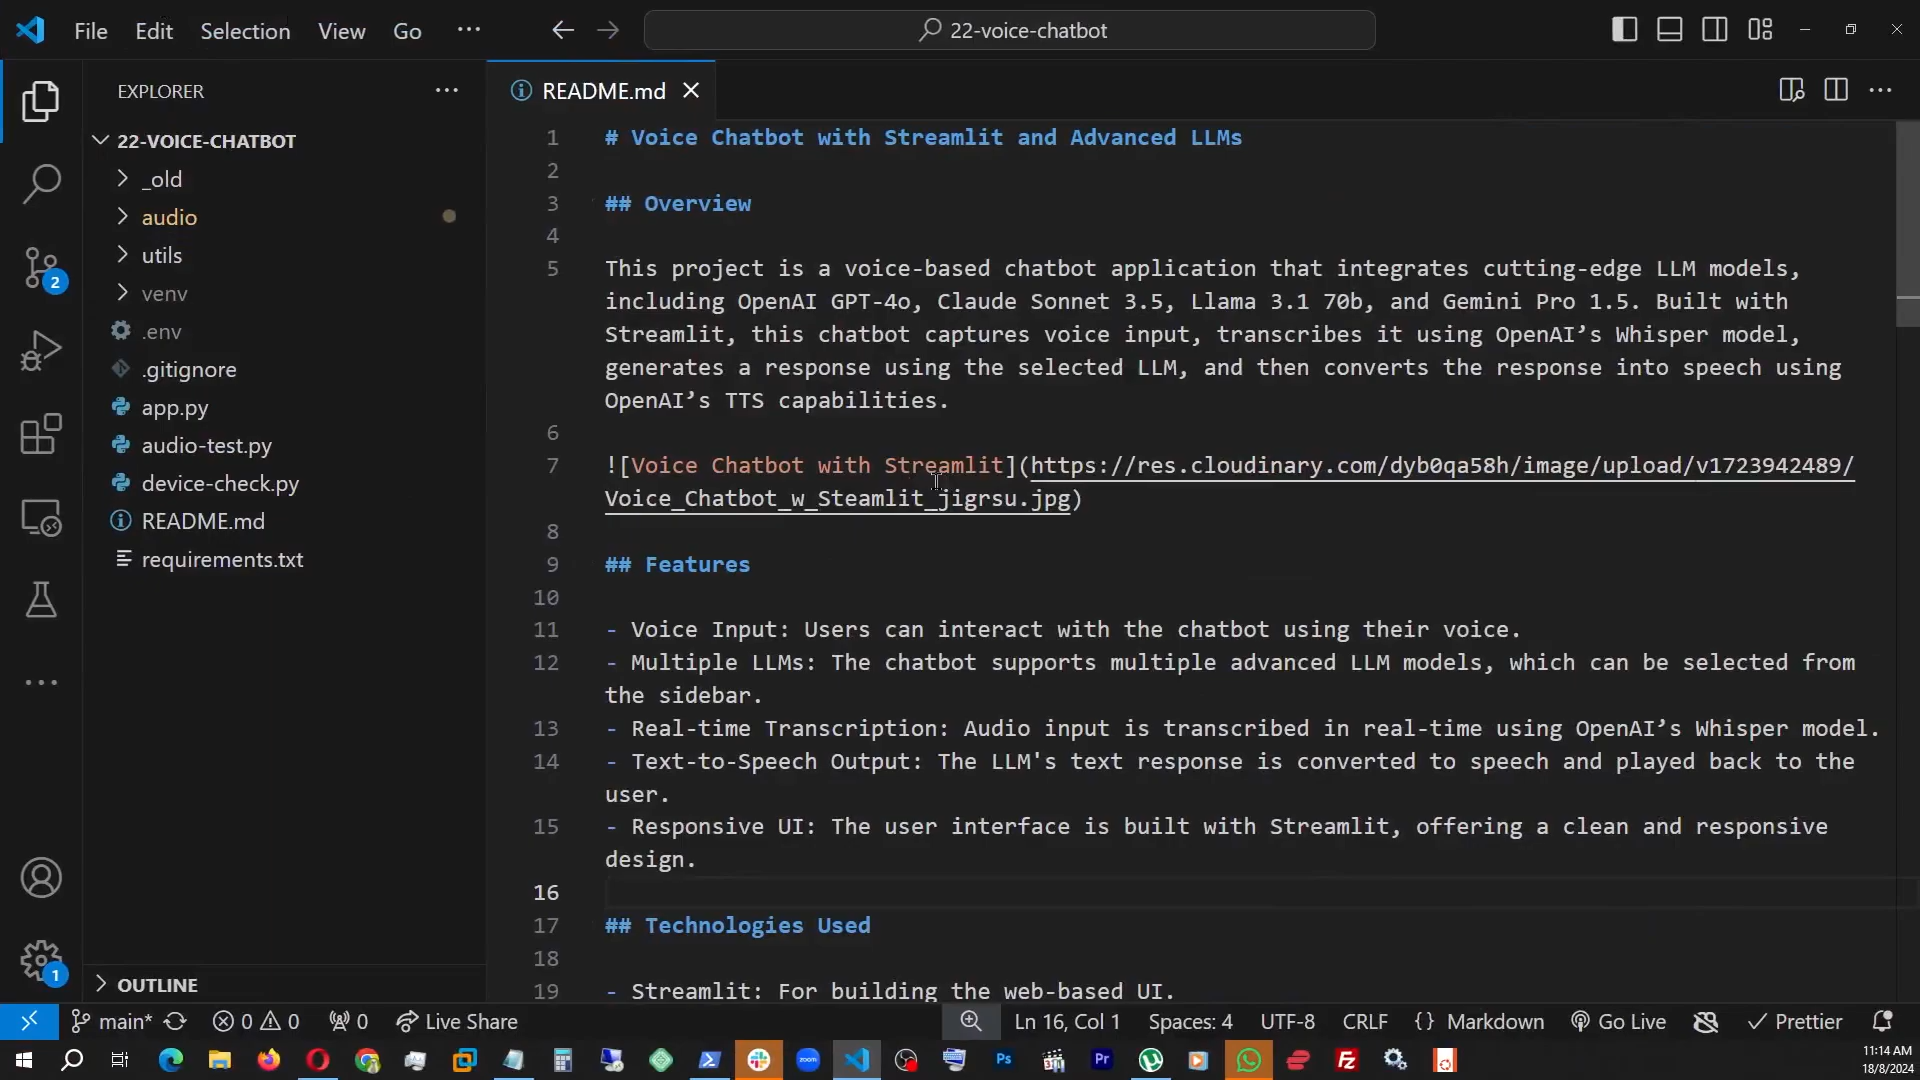 File Edit Selection View Go ··· 22-voice-chatbot
EXPLORER ···
22-VOICE-CHATBOT
_old
audio
utils
venv
.env
.gitignore
app.py
audio-test.py
device-check.py
README.md
requirements.txt
OUTLINE
2
1
README.md
1 # Voice Chatbot with Streamlit and Advanced LLMs
2
3 ## Overview
4
5 This project is a voice-based chatbot application that integrates cutting-edge LLM models,
including OpenAI GPT-4o, Claude Sonnet 3.5, Llama 3.1 70b, and Gemini Pro 1.5. Built with
Streamlit, this chatbot captures voice input, transcribes it using OpenAI’s Whisper model,
generates a response using the selected LLM, and then converts the response into speech using
OpenAI’s TTS capabilities.
6
7 ![Voice Chatbot with Streamlit](https://res.cloudinary.com/dyb0qa58h/image/upload/v1723942489/
Voice_Chatbot_w_Steamlit_jigrsu.jpg)
8
9 ## Features
10
11 - Voice Input: Users can interact with the chatbot using their voice.
12 - Multiple LLMs: The chatbot supports multiple advanced LLM models, which can be selected from
the sidebar.
13 - Real-time Transcription: Audio input is transcribed in real-time using OpenAI’s Whisper model.
14 - Text-to-Speech Output: The LLM's text response is converted to speech and played back to the
user.
15 - Responsive UI: The user interface is built with Streamlit, offering a clean and responsive
design.
16
17 ## Technologies Used
18
19 - Streamlit: For building the web-based UI.
main* 0 0 0 Live Share Ln 16, Col 1 Spaces: 4 UTF-8 CRLF {} Markdown Go Live Prettier
zoom Ps Pr Fz
11:14 AM
18/8/2024